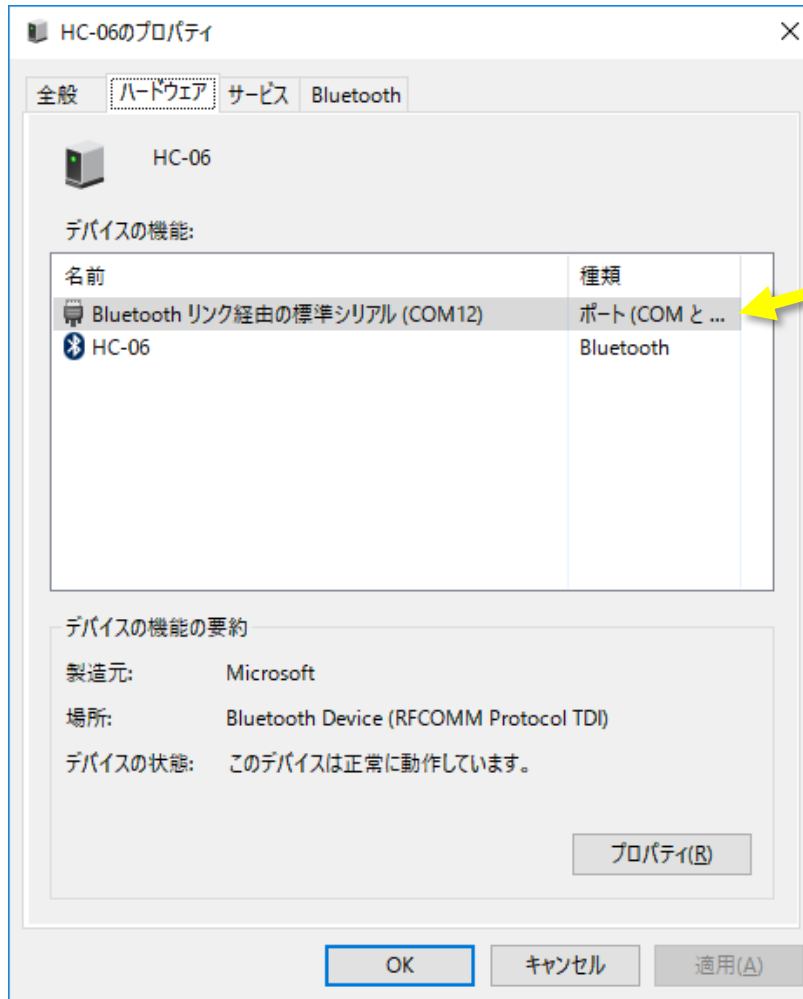 HC-06のプロパティ
全般 ハードウェア サービス Bluetooth
HC-06
デバイスの機能:
名前 種類
Bluetooth リンク経由の標準シリアル (COM12) ポート (COM と ...
HC-06 Bluetooth
デバイスの機能の要約
製造元: Microsoft
場所: Bluetooth Device (RFCOMM Protocol TDI)
デバイスの状態: このデバイスは正常に動作しています。
プロパティ(R)
OK キャンセル 適用(A)